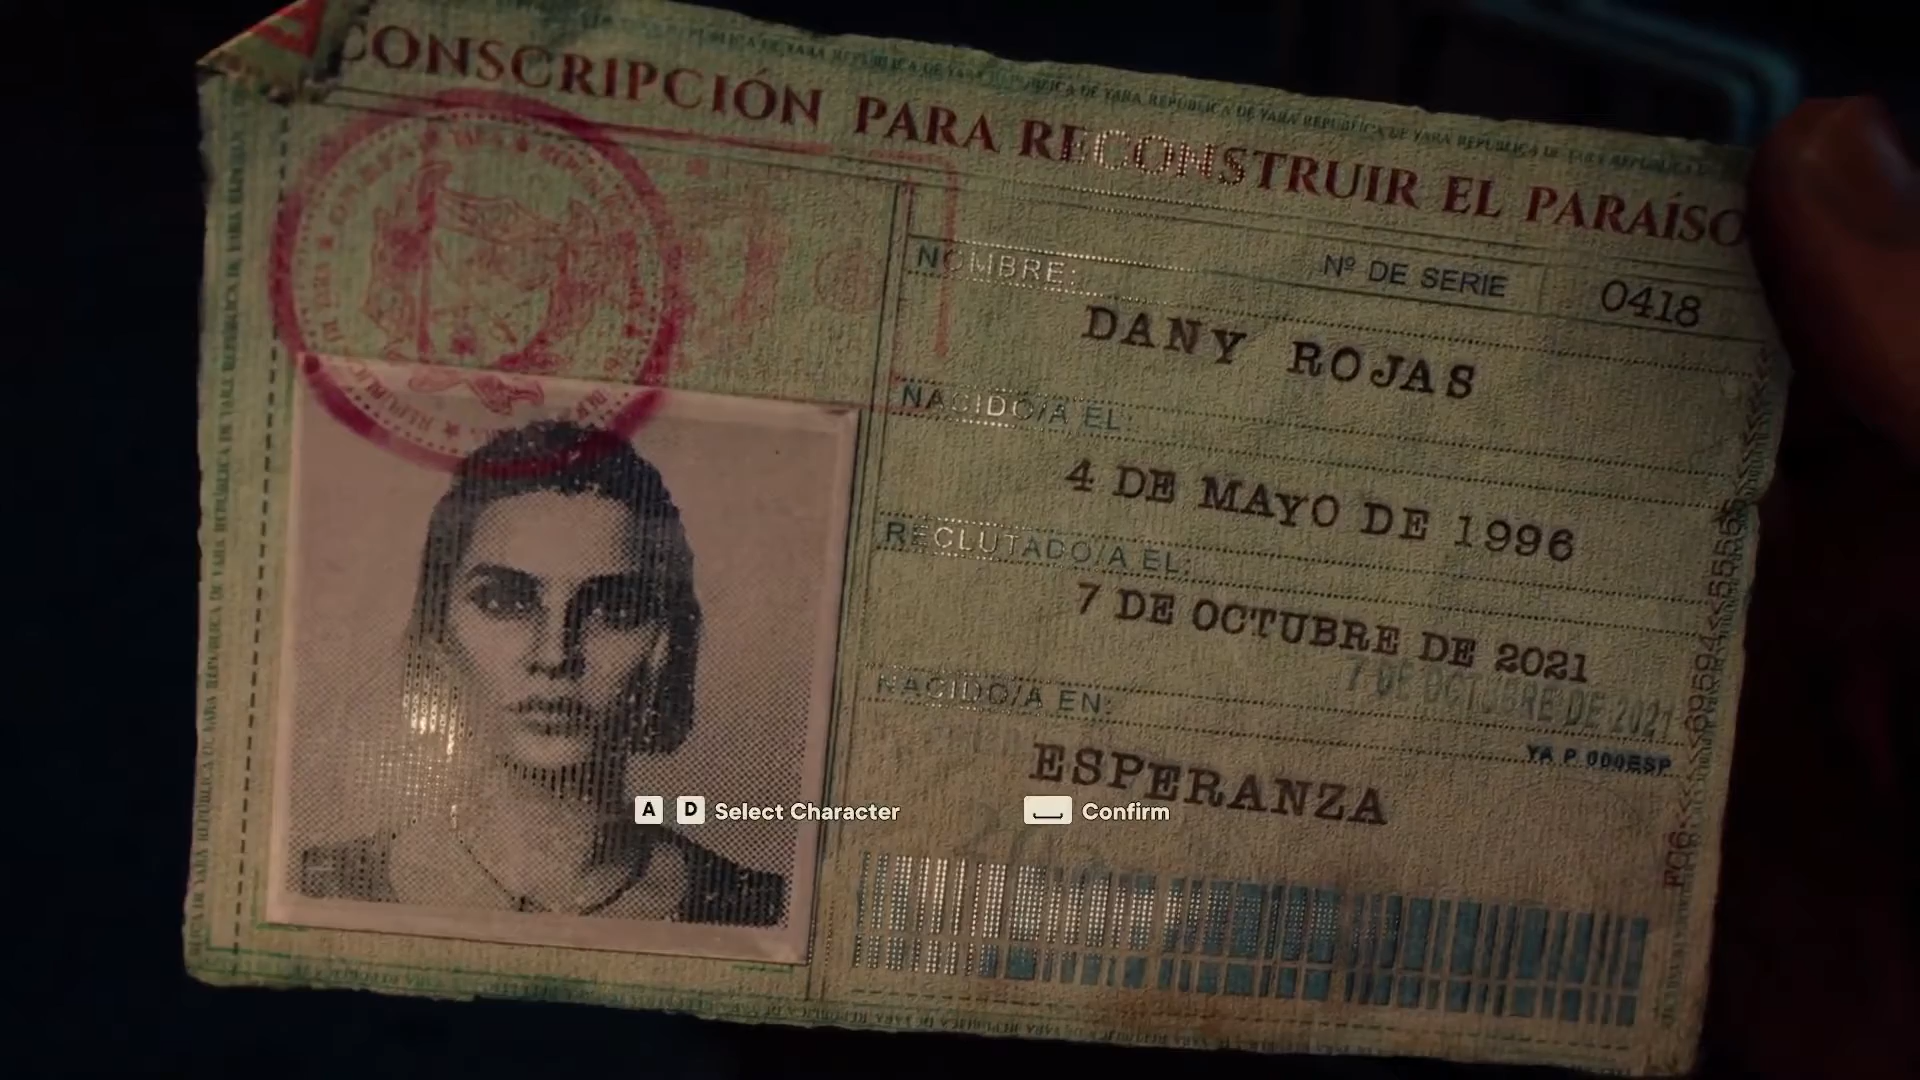 CONSCRIPCIÓN PARA RECONSTRUIR EL PARAÍSO
NOMBRE:
Nº DE SERIE
0418
DANY ROJAS
NACIDO/A EL:
4 DE MAYO DE 1996
RECLUTADO/A EL:
7 DE OCTUBRE DE 2021
7 DE OCTUBRE DE 2021
NACIDO/A EN:
YA P 000ESP
ESPERANZA
A D Select Character
Confirm